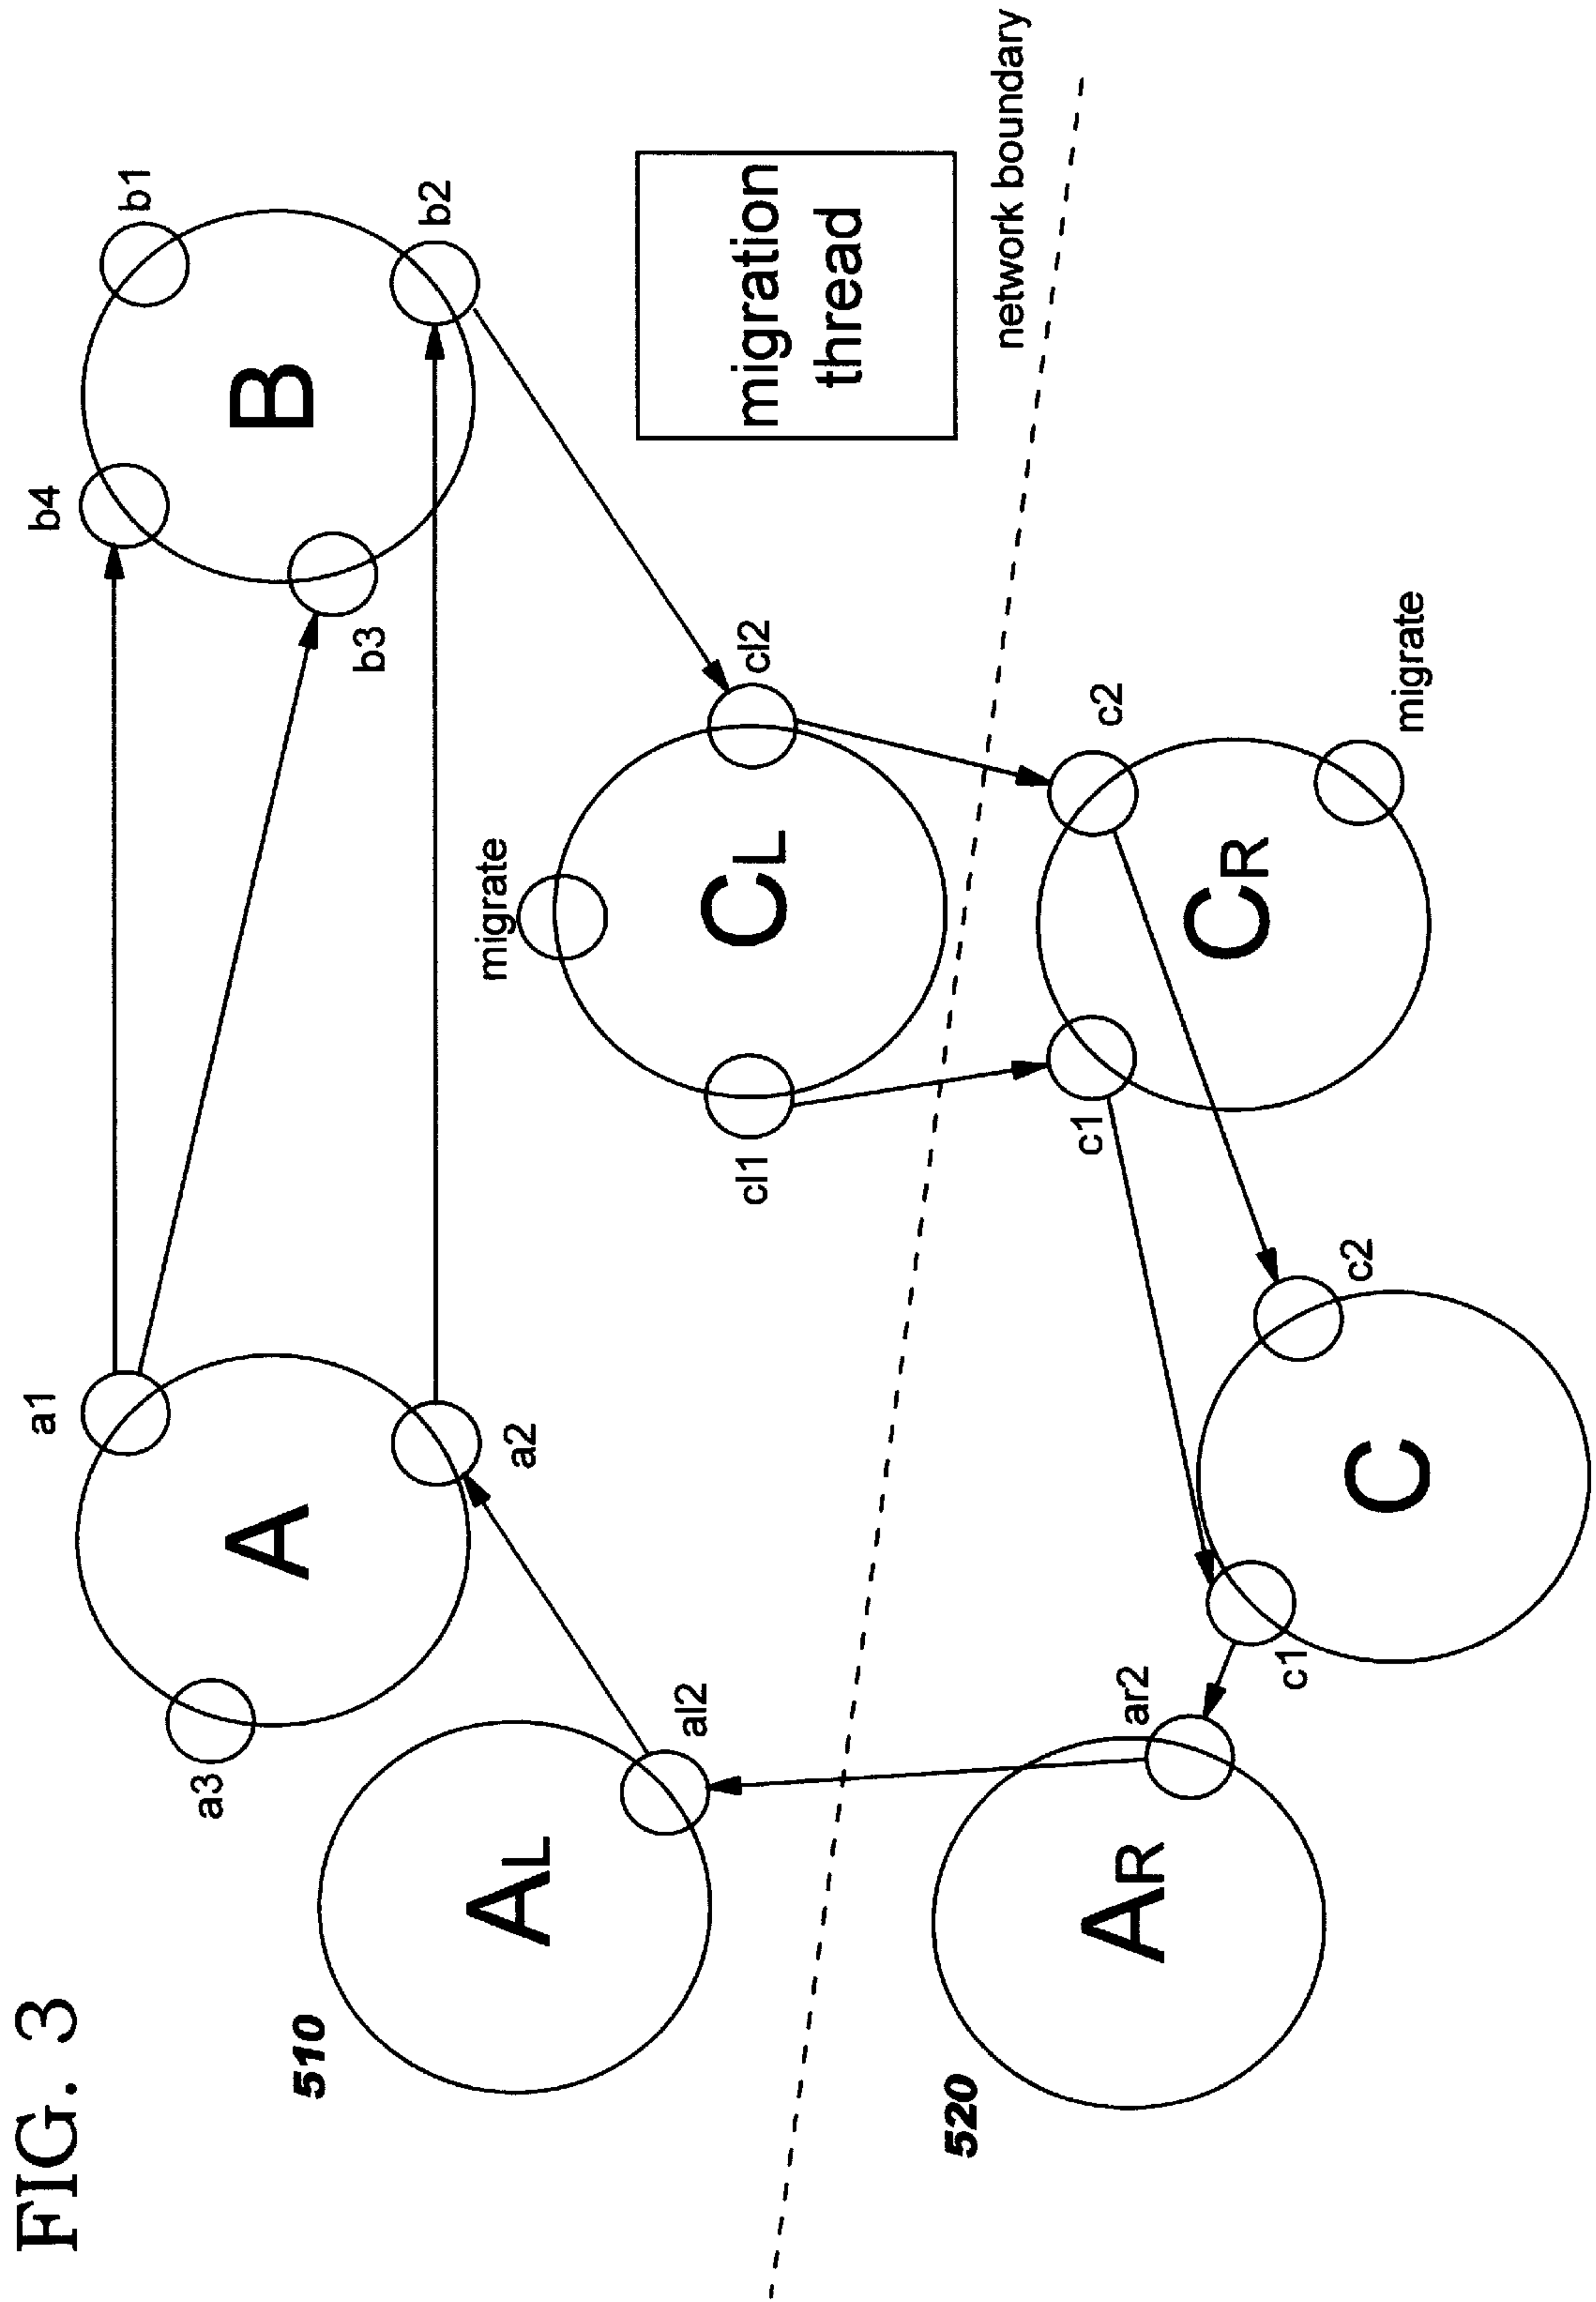 FIG. 3
a1
b4
b1
a3
A
B
a2
b3
b2
510
AL
al2
migrate
cl1
CL
cl2
migration
thread
network boundary
520
AR
ar2
c1
c2
CR
migrate
c1
C
c2